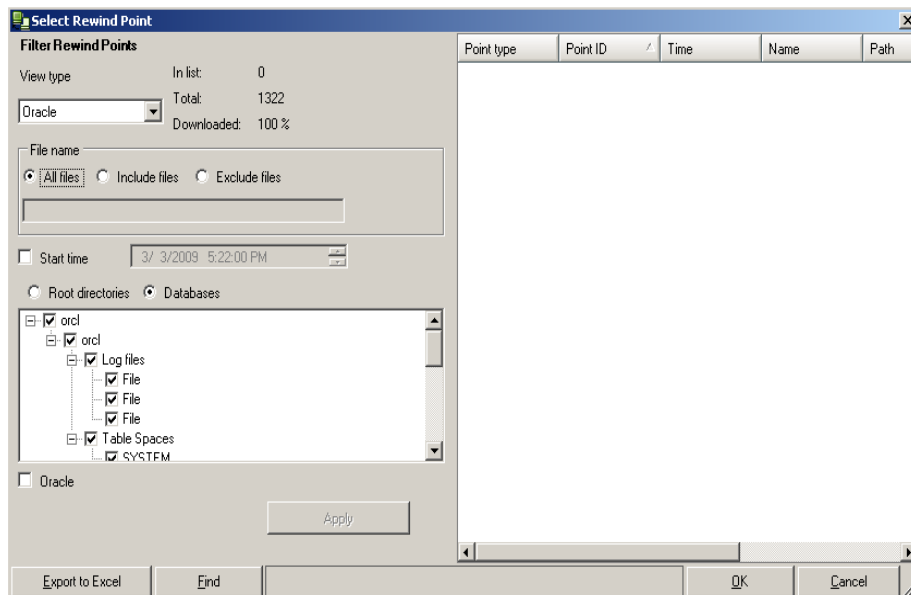 Select Rewind Point
Filter Rewind Points
View type
Oracle
In list: 0
Total: 1322
Downloaded: 100 %
File name
All files Include files Exclude files
Start time 3/ 3/2009 5:22:00 PM
Root directories Databases
orcl
orcl
Log files
File
File
File
Table Spaces
SYSTEM
Oracle
Apply
Point type Point ID Time Name Path
Export to Excel Find OK Cancel